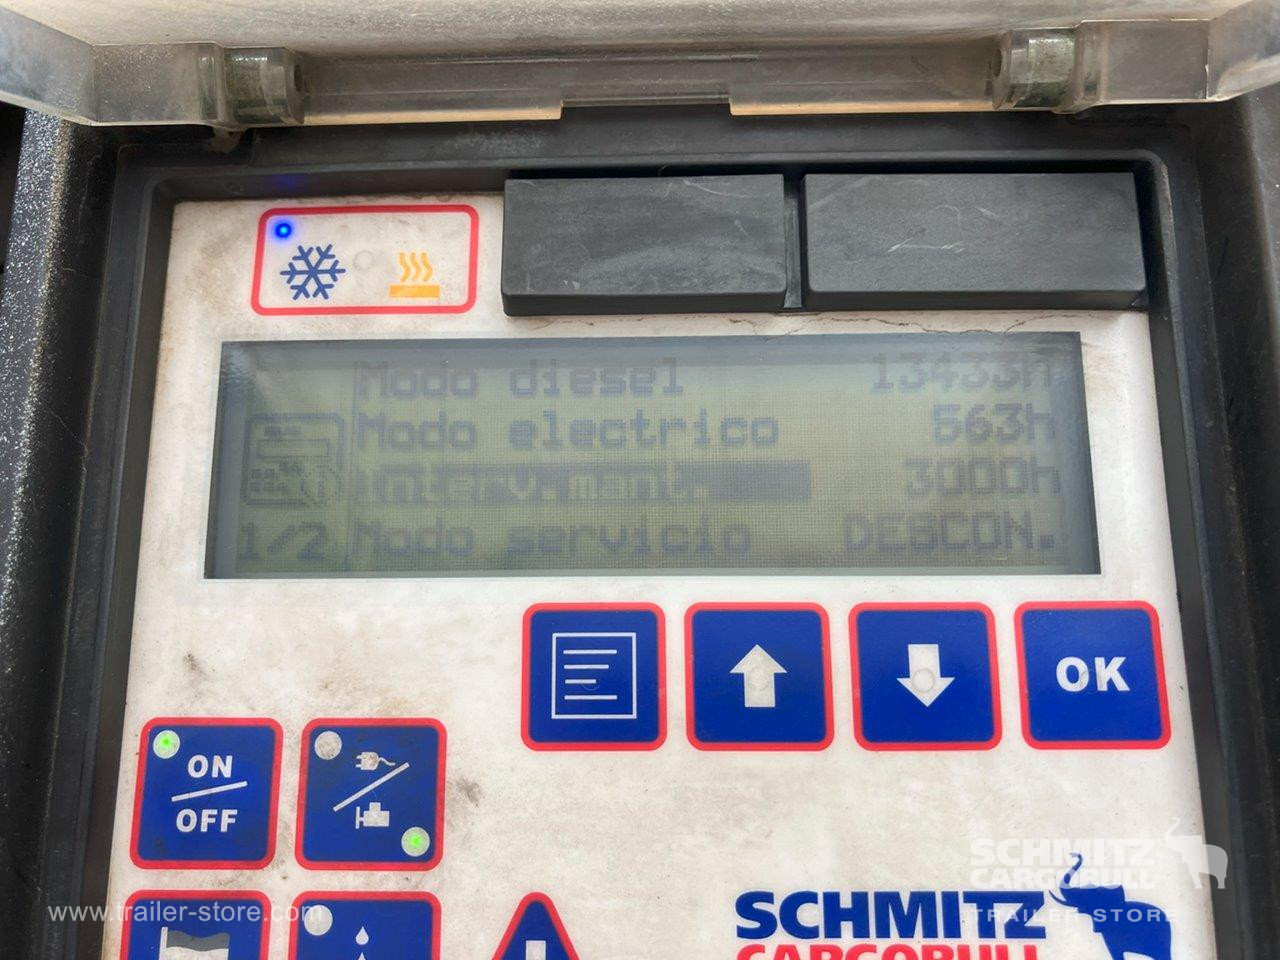 Modo diesel 13433h
Modo electrico 563h
Interv.mant. 3000h
1/2 Modo servicio DESCON.
OK
ON
OFF
SCHMITZ
CARGOBULL
TRAILER STORE
www.trailer-store.com
SCHMITZ
CARGOBULL